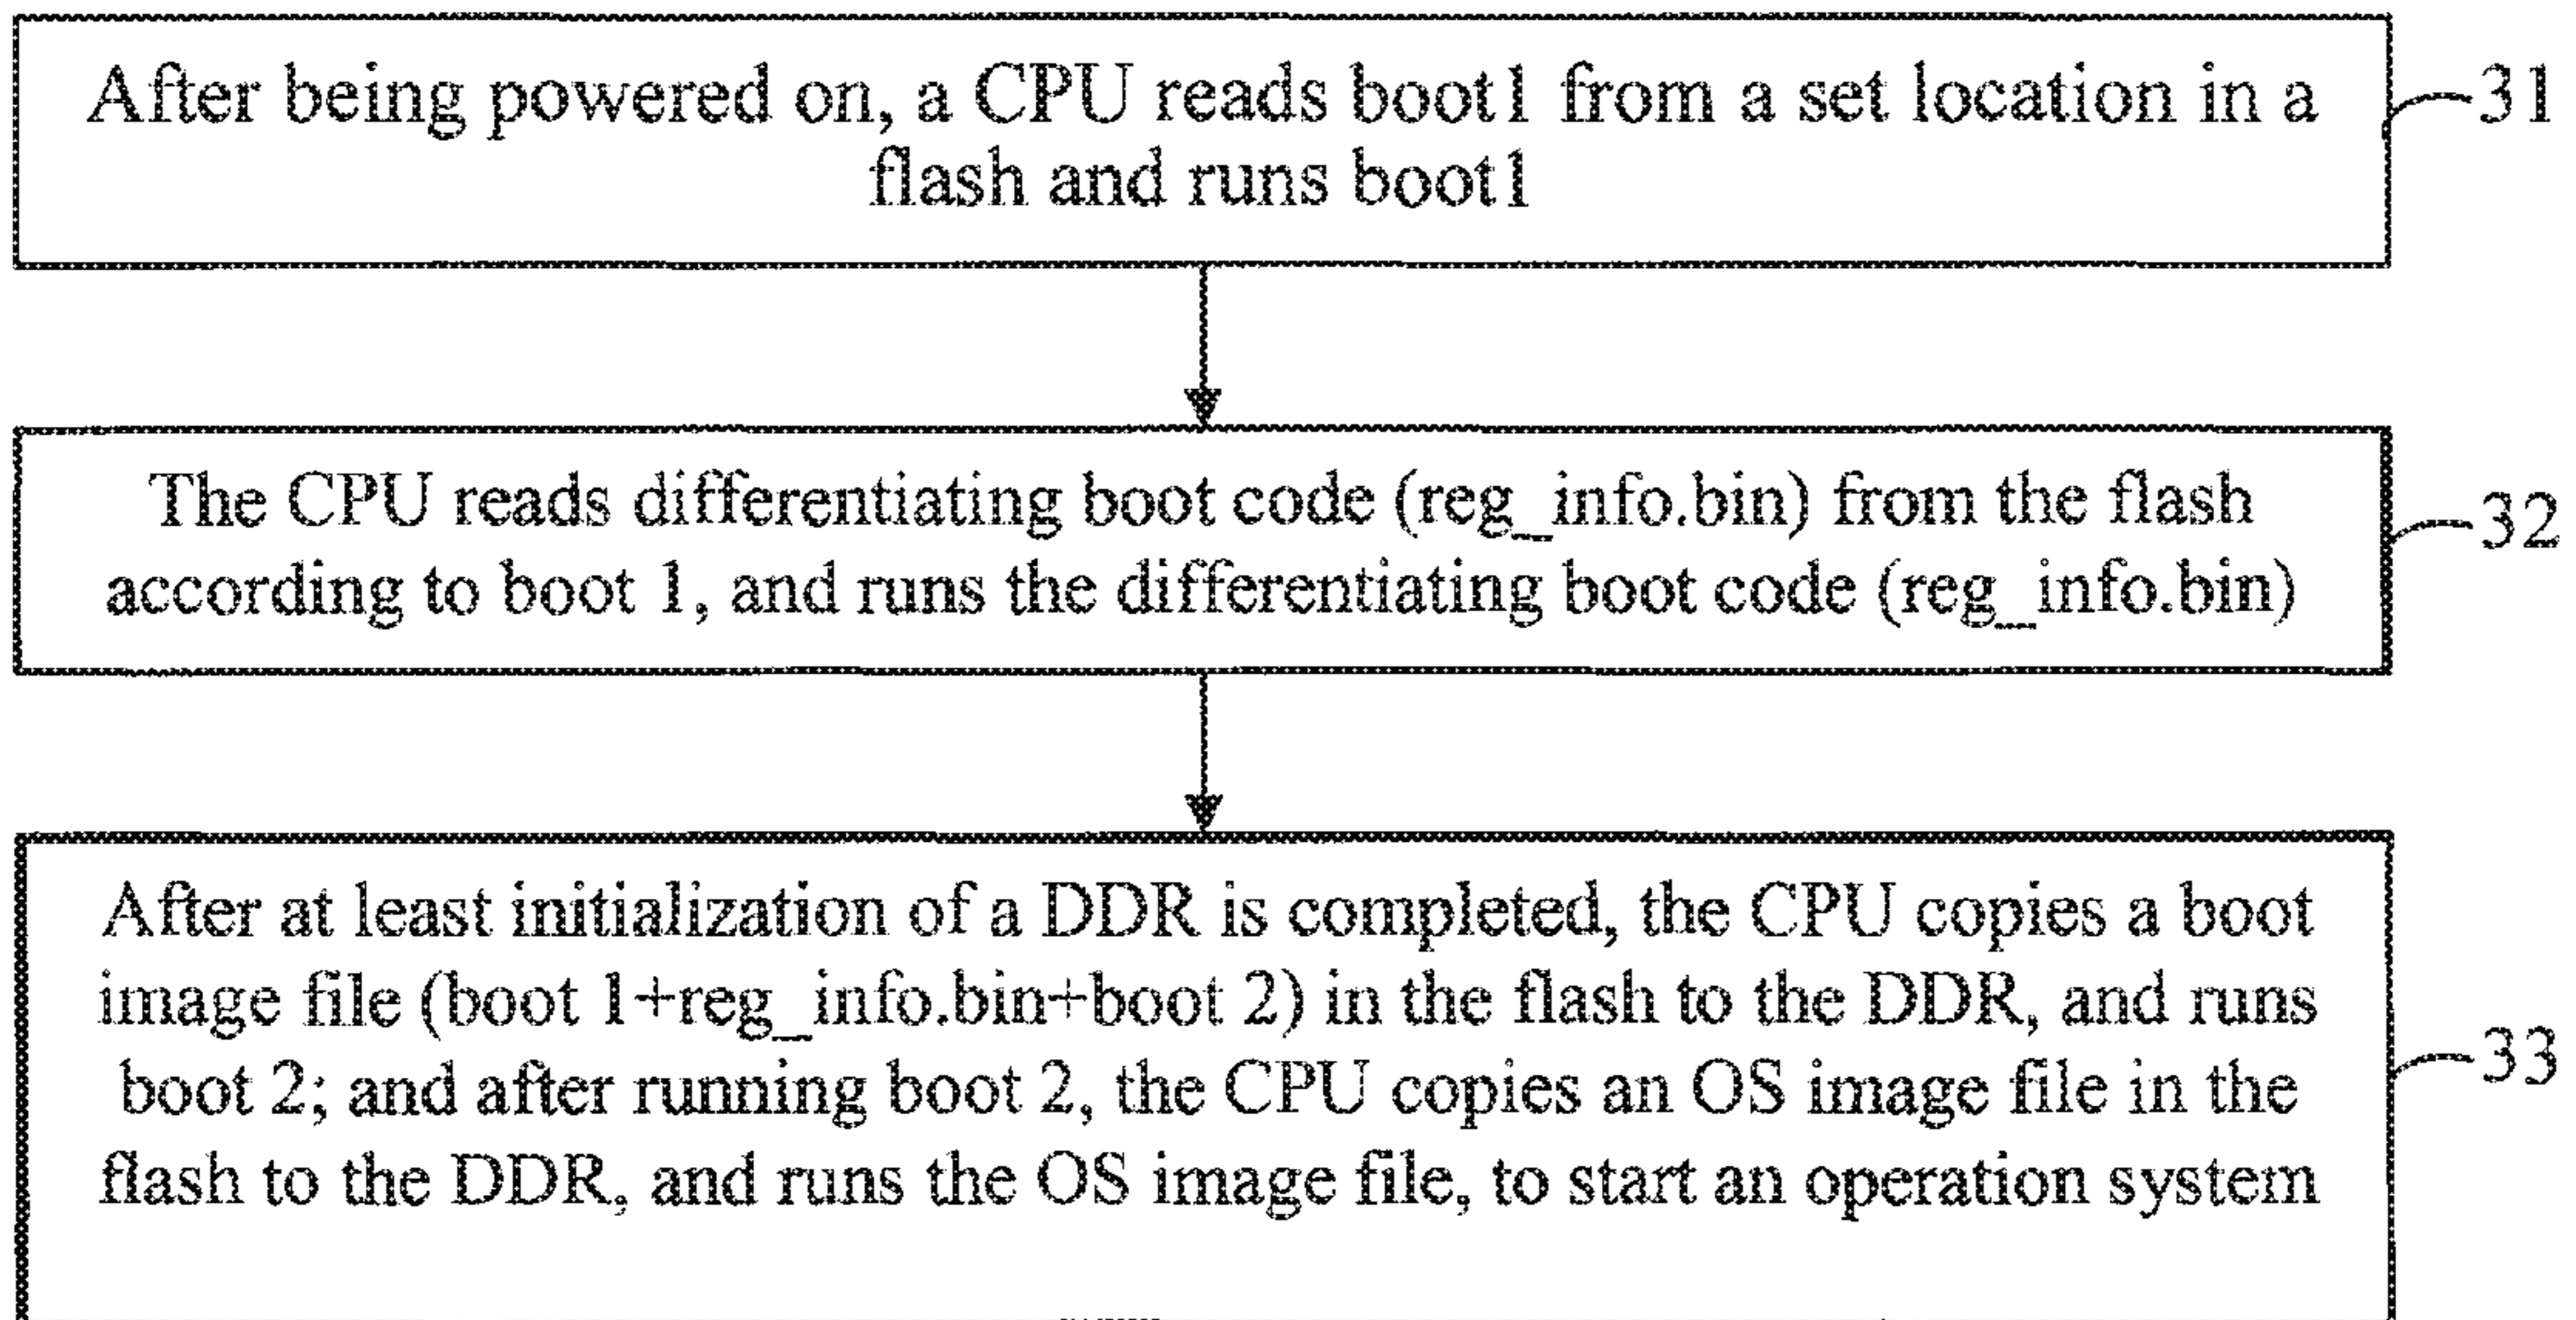 After being powered on, a CPU reads boot1 from a set location in a
flash and runs boot1
31
The CPU reads differentiating boot code (reg_info.bin) from the flash
according to boot 1, and runs the differentiating boot code (reg_info.bin)
32
After at least initialization of a DDR is completed, the CPU copies a boot
image file (boot 1+reg_info.bin+boot 2) in the flash to the DDR, and runs
boot 2; and after running boot 2, the CPU copies an OS image file in the
flash to the DDR, and runs the OS image file, to start an operation system
33